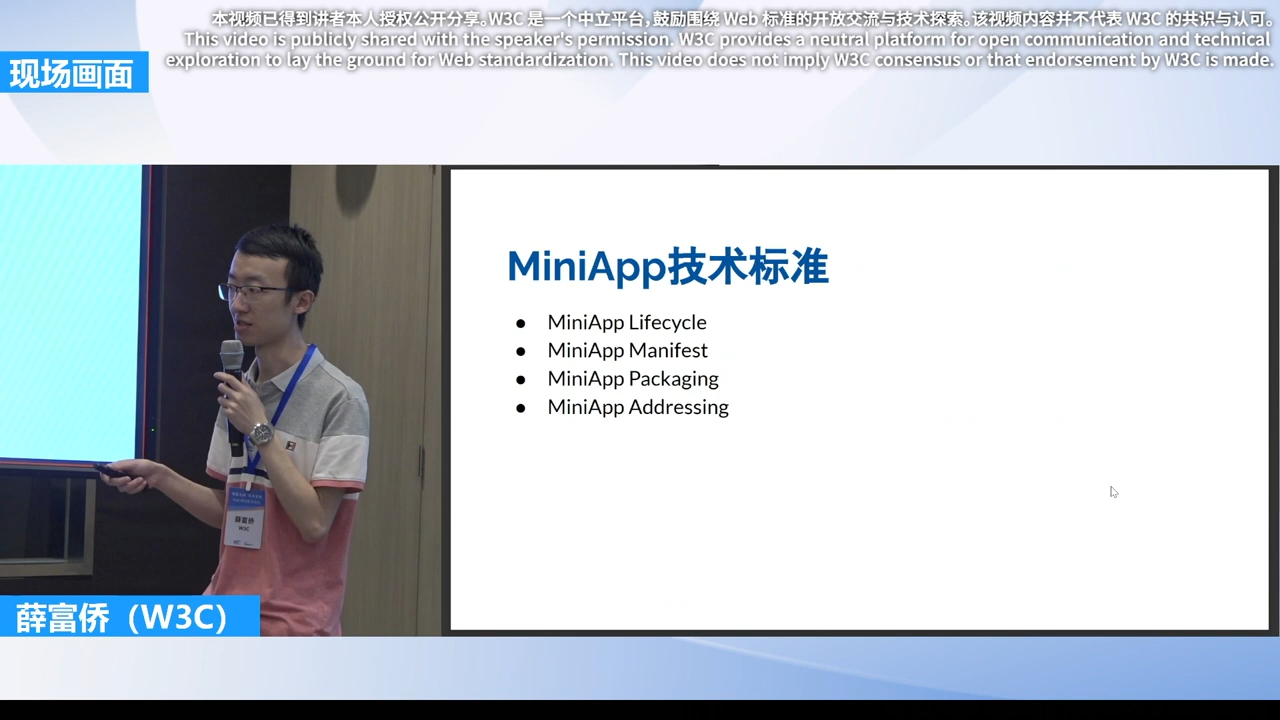 本视频已得到讲者本人授权公开分享。W3C 是一个中立平台，鼓励围绕 Web 标准的开放交流与技术探索。该视频内容并不代表 W3C 的共识与认可。
This video is publicly shared with the speaker's permission. W3C provides a neutral platform for open communication and technical
exploration to lay the ground for Web standardization. This video does not imply W3C consensus or that endorsement by W3C is made.
现场画面
MiniApp技术标准
● MiniApp Lifecycle
● MiniApp Manifest
● MiniApp Packaging
● MiniApp Addressing
薛富侨
W3C
薛富侨（W3C）